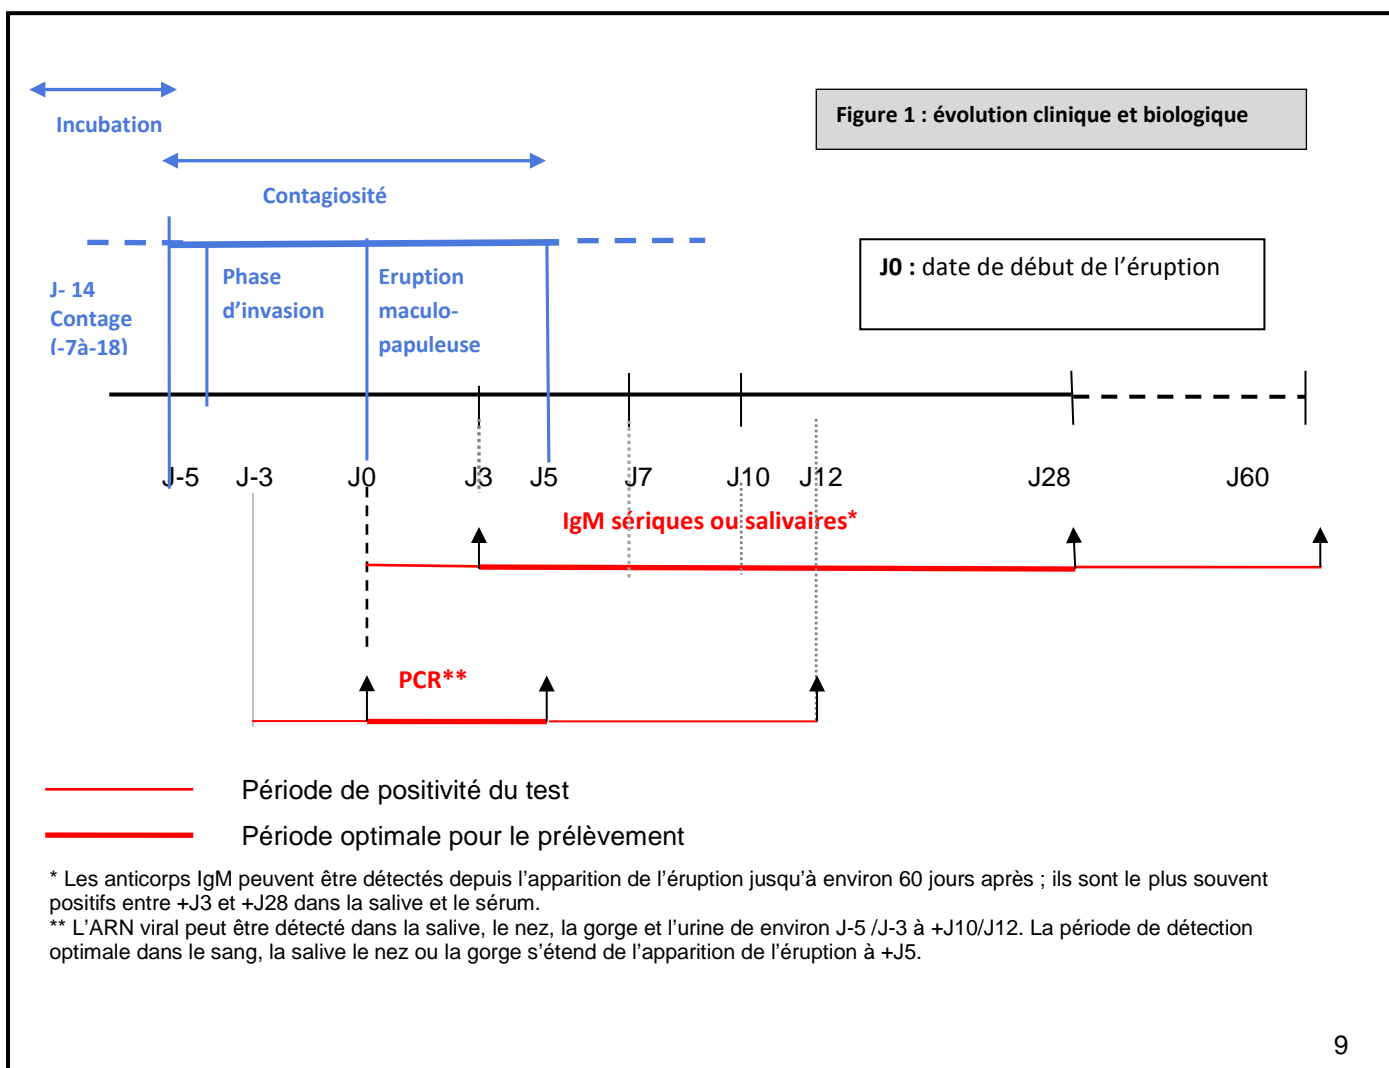 Incubation
Figure 1 : évolution clinique et biologique
Contagiosité
J0 : date de début de l’éruption
J- 14
Contage
(-7à-18)
Phase
d’invasion
Eruption
maculo-
papuleuse
J-5 J-3 J0 J3 J5 J7 J10 J12 J28 J60
IgM sériques ou salivaires*
PCR**
Période de positivité du test
Période optimale pour le prélèvement
* Les anticorps IgM peuvent être détectés depuis l’apparition de l’éruption jusqu’à environ 60 jours après ; ils sont le plus souvent
positifs entre +J3 et +J28 dans la salive et le sérum.
** L’ARN viral peut être détecté dans la salive, le nez, la gorge et l’urine de environ J-5 /J-3 à +J10/J12. La période de détection
optimale dans le sang, la salive le nez ou la gorge s’étend de l’apparition de l’éruption à +J5.
9